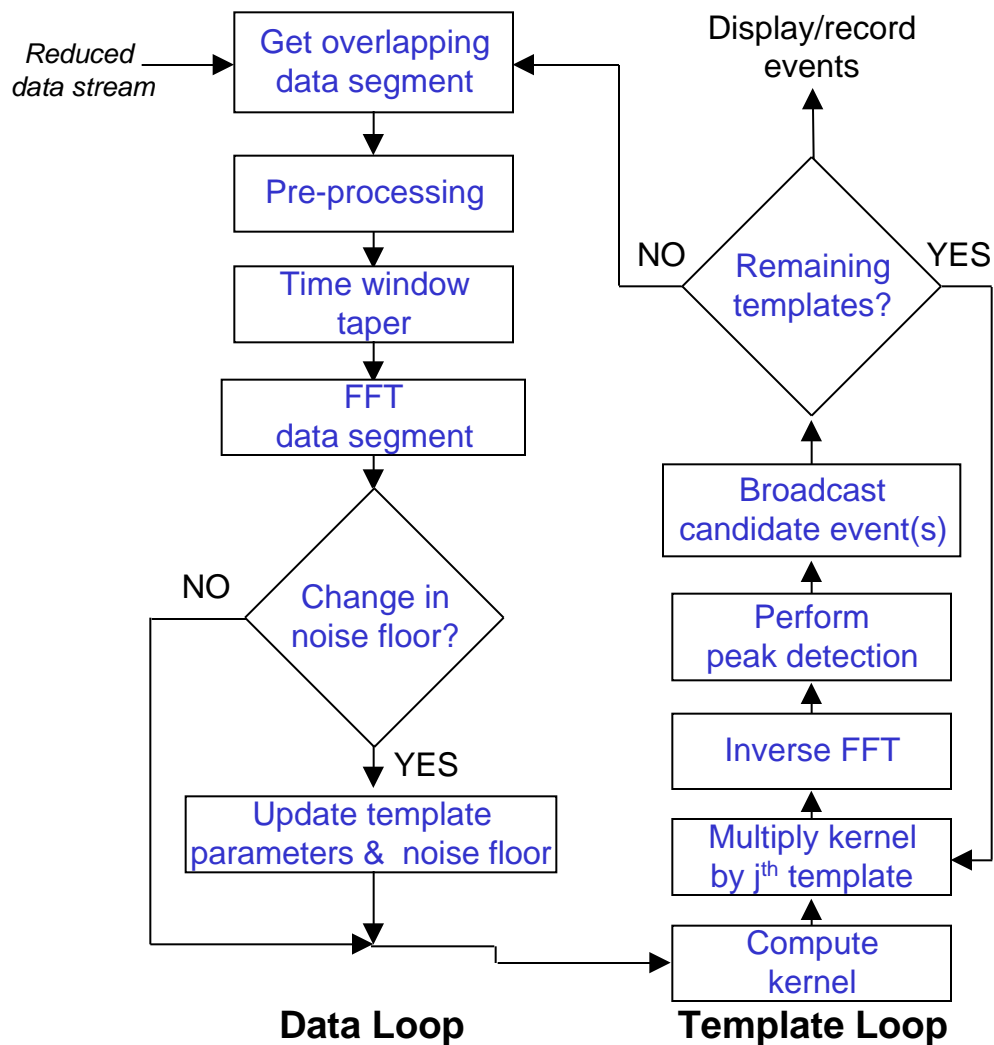 Reduced
data stream
Get overlapping
data segment
Pre-processing
Time window
taper
FFT
data segment
NO
Change in
noise floor?
YES
Update template
parameters & noise floor
Data Loop
Display/record
events
NO
YES
Remaining
templates?
Broadcast
candidate event(s)
Perform
peak detection
Inverse FFT
Multiply kernel
by jth template
Compute
kernel
Template Loop